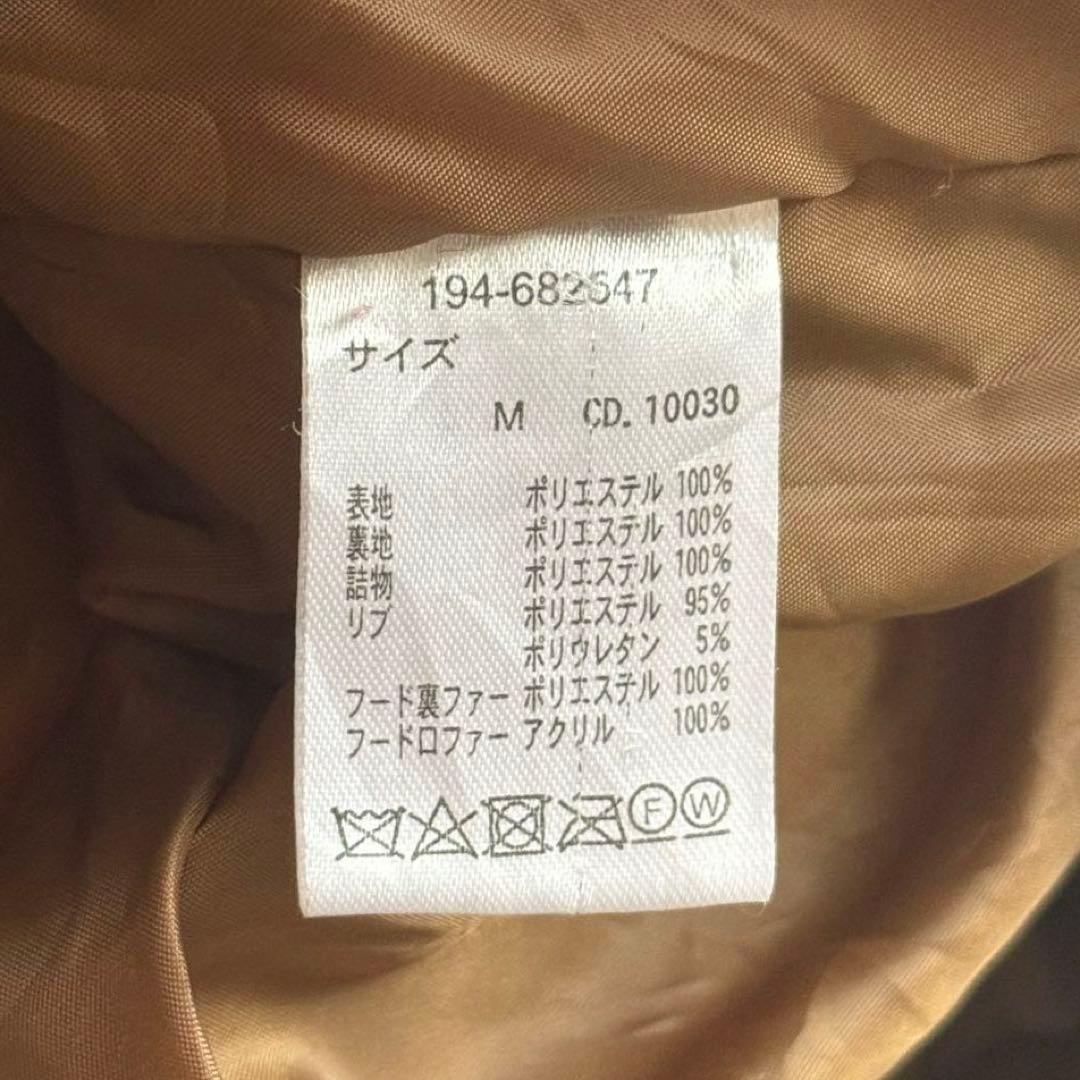 194-682647
サイズ
M CD. 10030
表地 ポリエステル 100%
裏地 ポリエステル 100%
詰物 ポリエステル 100%
リブ ポリエステル 95%
ポリウレタン 5%
フード裏ファー ポリエステル 100%
フード口ファー アクリル 100%
F W